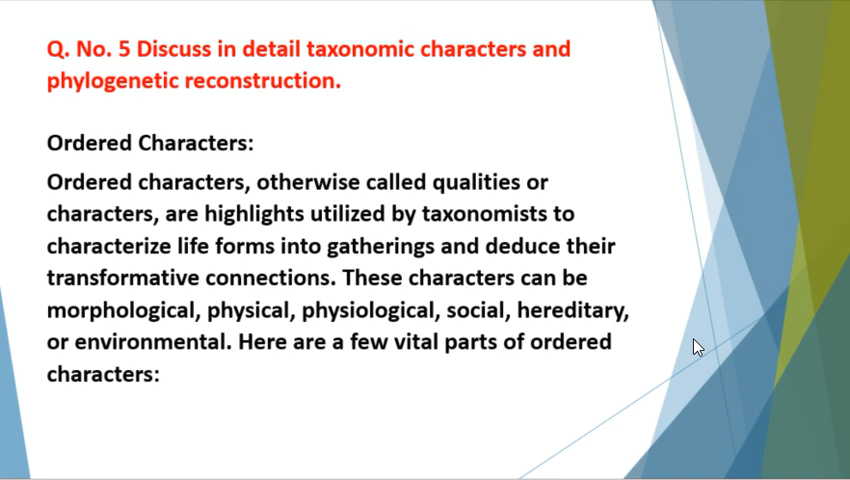 Q. No. 5 Discuss in detail taxonomic characters and
phylogenetic reconstruction.
Ordered Characters:
Ordered characters, otherwise called qualities or
characters, are highlights utilized by taxonomists to
characterize life forms into gatherings and deduce their
transformative connections. These characters can be
morphological, physical, physiological, social, hereditary,
or environmental. Here are a few vital parts of ordered
characters: